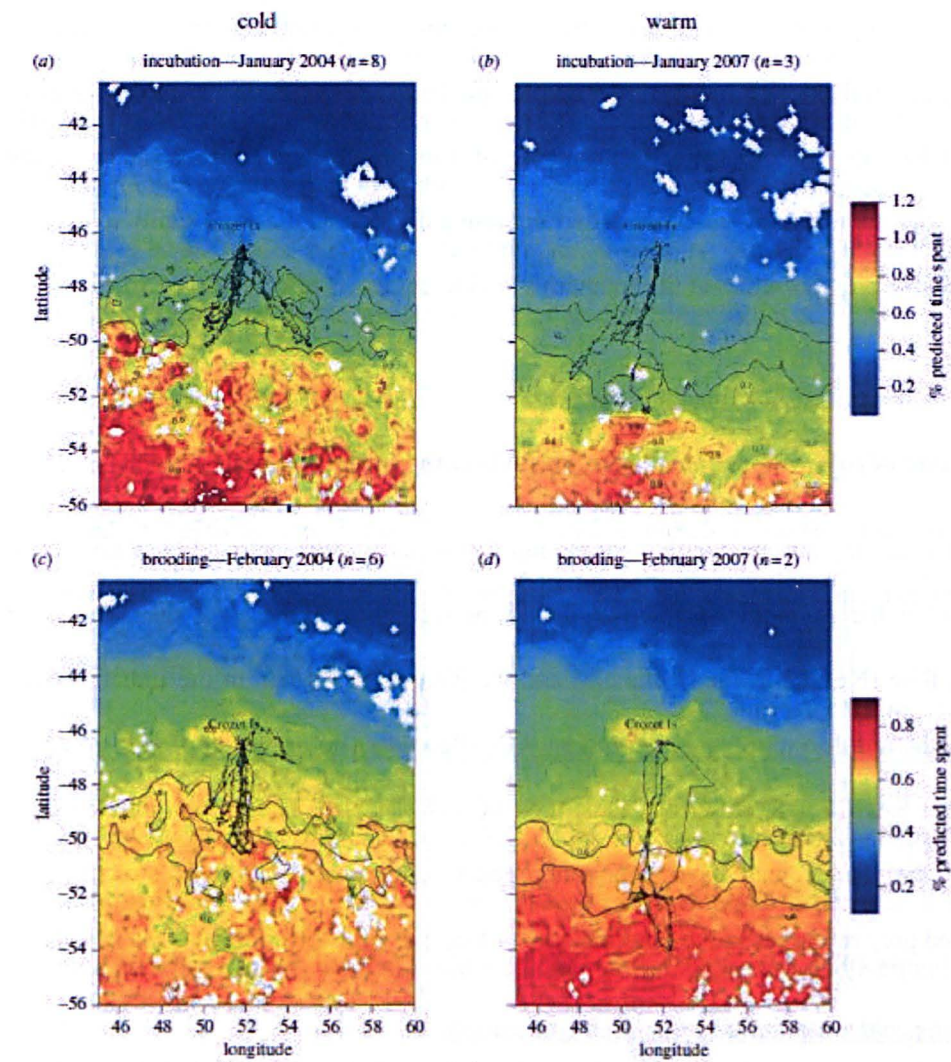 cold
warm
(a) incubation—January 2004 (n=8)
(b) incubation—January 2007 (n=3)
latitude
–42
–44
–46
–48
–50
–52
–54
–56
Crozet Is
Crozet Is
1.2
1.0
0.8
0.6
0.4
0.2
% predicted time spent
(c) brooding—February 2004 (n=6)
(d) brooding—February 2007 (n=2)
latitude
–42
–44
–46
–48
–50
–52
–54
–56
Crozet Is
Crozet Is
0.8
0.6
0.4
0.2
% predicted time spent
46 48 50 52 54 56 58 60
46 48 50 52 54 56 58 60
longitude
longitude